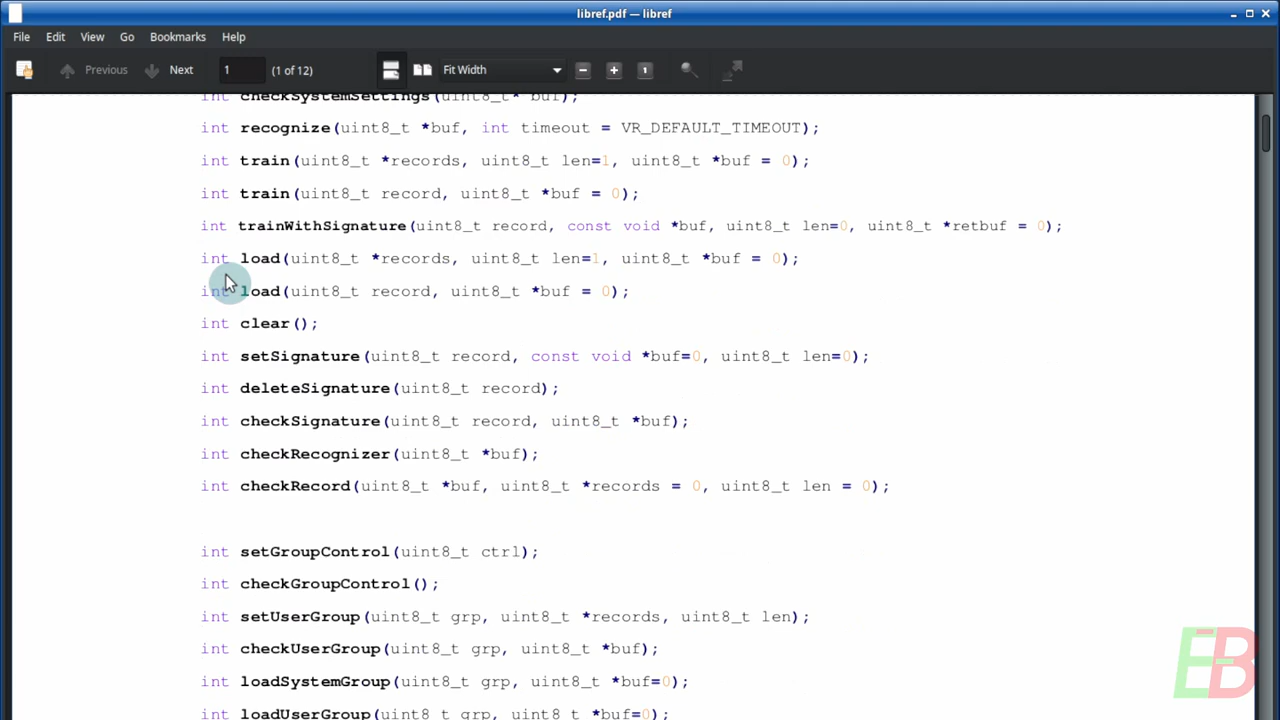 libref.pdf — libref
File Edit View Go Bookmarks Help
Previous Next 1 (1 of 12) Fit Width
int checkSystemSettings(uint8_t* buf);
int recognize(uint8_t *buf, int timeout = VR_DEFAULT_TIMEOUT);
int train(uint8_t *records, uint8_t len=1, uint8_t *buf = 0);
int train(uint8_t record, uint8_t *buf = 0);
int trainWithSignature(uint8_t record, const void *buf, uint8_t len=0, uint8_t *retbuf = 0);
int load(uint8_t *records, uint8_t len=1, uint8_t *buf = 0);
int load(uint8_t record, uint8_t *buf = 0);
int clear();
int setSignature(uint8_t record, const void *buf=0, uint8_t len=0);
int deleteSignature(uint8_t record);
int checkSignature(uint8_t record, uint8_t *buf);
int checkRecognizer(uint8_t *buf);
int checkRecord(uint8_t *buf, uint8_t *records = 0, uint8_t len = 0);
int setGroupControl(uint8_t ctrl);
int checkGroupControl();
int setUserGroup(uint8_t grp, uint8_t *records, uint8_t len);
int checkUserGroup(uint8_t grp, uint8_t *buf);
int loadSystemGroup(uint8_t grp, uint8_t *buf=0);
int loadUserGroup(uint8_t grp, uint8_t *buf=0);
EB